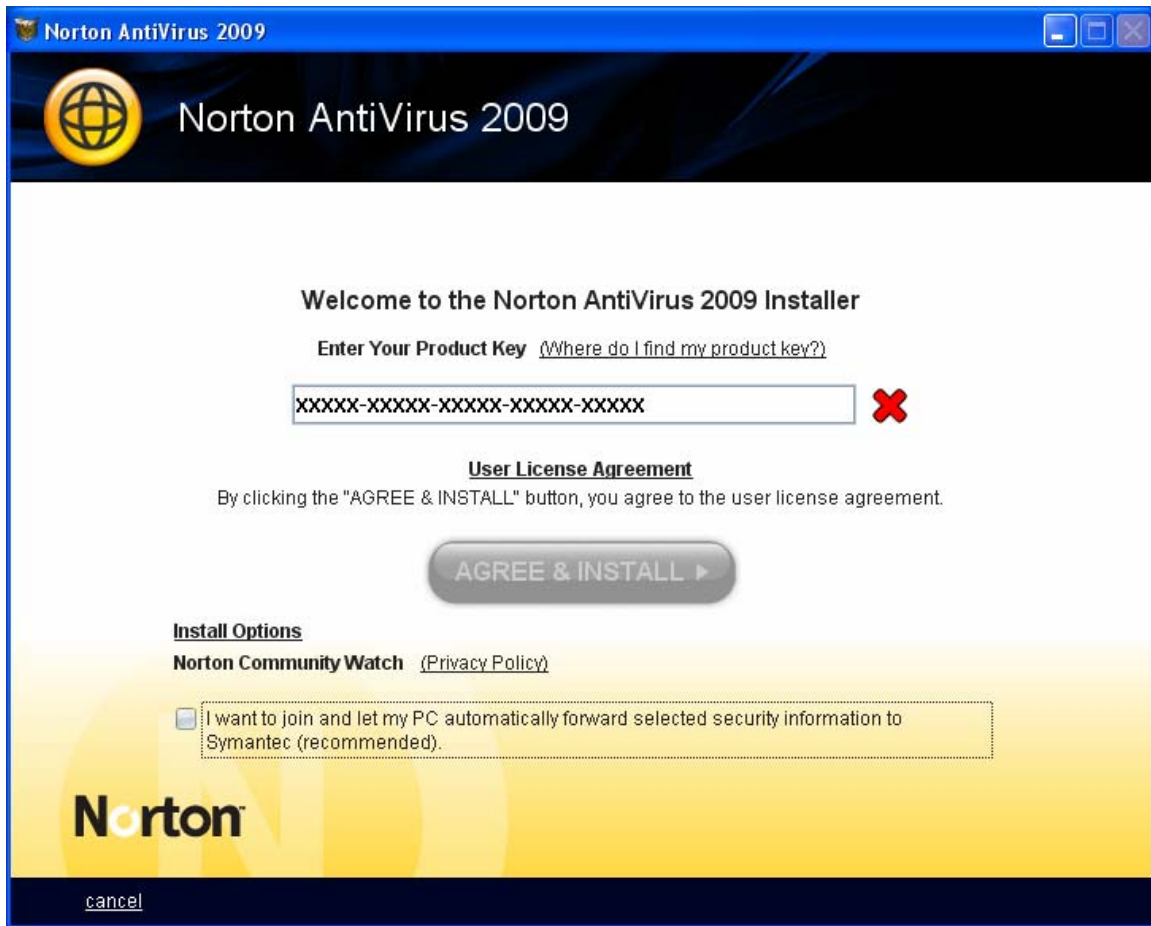 Norton AntiVirus 2009
Norton AntiVirus 2009
Welcome to the Norton AntiVirus 2009 Installer
Enter Your Product Key (Where do I find my product key?)
XXXXX-XXXXX-XXXXX-XXXXX-XXXXX
User License Agreement
By clicking the "AGREE & INSTALL" button, you agree to the user license agreement.
AGREE & INSTALL
Install Options
Norton Community Watch (Privacy Policy)
I want to join and let my PC automatically forward selected security information to
Symantec (recommended).
Norton™
cancel